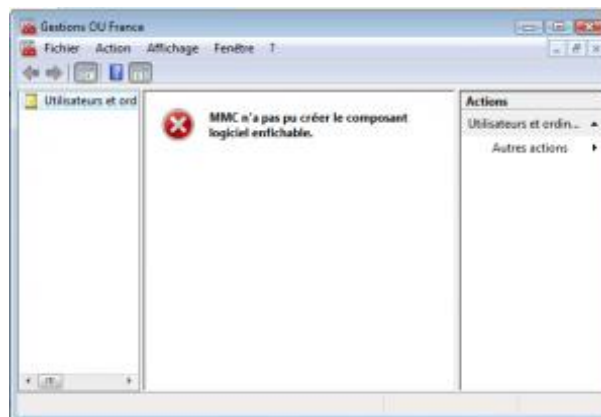 Gestions OU France
Fichier Action Affichage Fenêtre ?
Utilisateurs et ord
MMC n'a pas pu créer le composant
logiciel enfichable.
Actions
Utilisateurs et ordin...
Autres actions